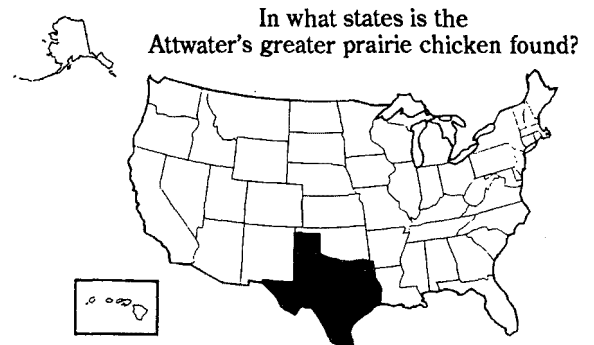 In what states is the
Attwater's greater prairie chicken found?